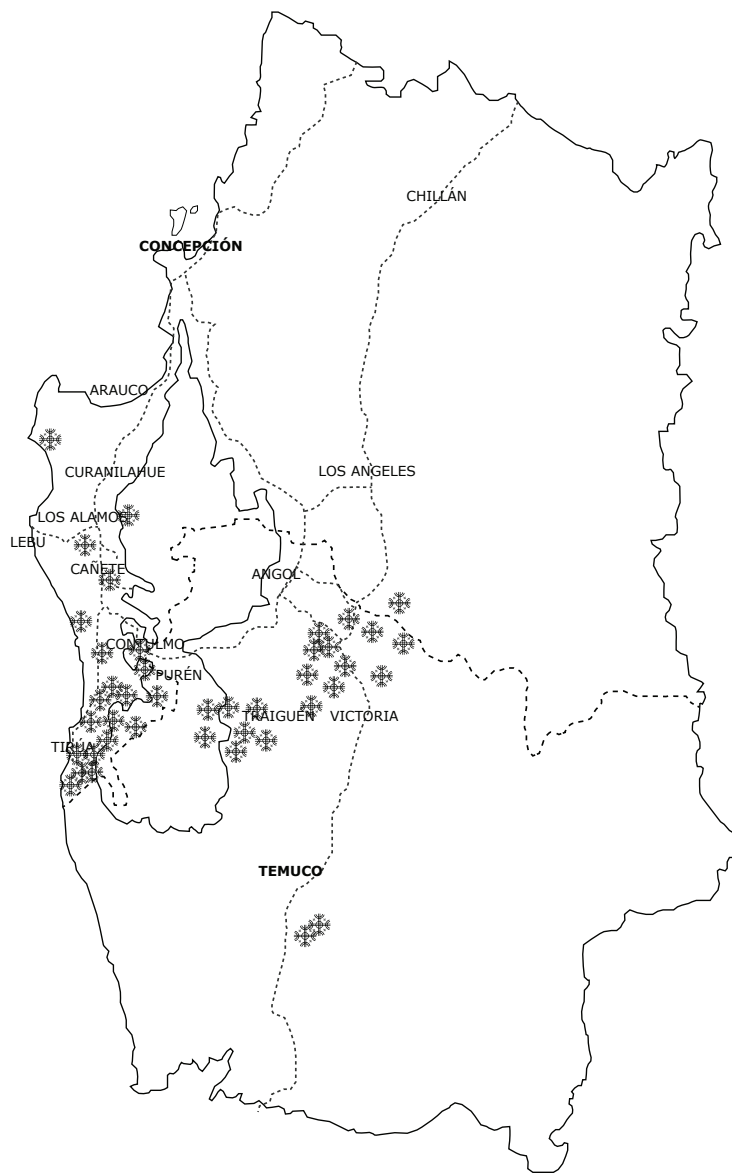 CHILLÁN
CONCEPCIÓN
ARAUCO
CURANILAHUE
LOS ANGELES
LOS ALAMOS
LEBU
CAÑETE
ANGOL
CONTULMO
PURÉN
TRAIGUEN
VICTORIA
TIRUA
TEMUCO